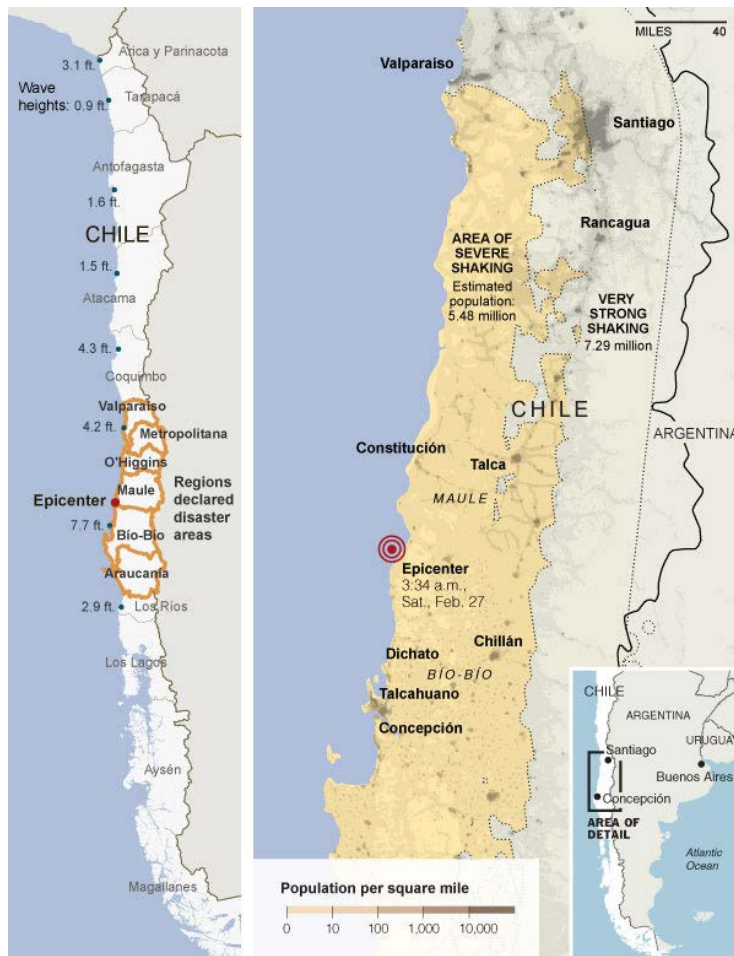 Arica y Parinacota
3.1 ft.
Wave
heights: 0.9 ft.
Tarapacá
Antofagasta
1.6 ft.
CHILE
1.5 ft.
Atacama
4.3 ft.
Coquimbo
Valparaíso
4.2 ft.
Metropolitana
O'Higgins
Maule
Regions
declared
disaster
areas
Epicenter
7.7 ft.
Bío-Bío
Araucanía
2.9 ft.
Los Ríos
Los Lagos
Aysén
Magallanes
MILES 40
Valparaíso
Santiago
Rancagua
AREA OF
SEVERE
SHAKING
Estimated
population:
5.48 million
VERY
STRONG
SHAKING
7.29 million
CHILE
ARGENTINA
Constitución
Talca
MAULE
Epicenter
3:34 a.m.,
Sat., Feb. 27
Chillán
Dichato
BÍO-BÍO
Talcahuano
Concepción
CHILE
ARGENTINA
URUGUAY
Santiago
Buenos Aires
Concepción
AREA OF
DETAIL
Atlantic
Ocean
Population per square mile
0 10 100 1,000 10,000